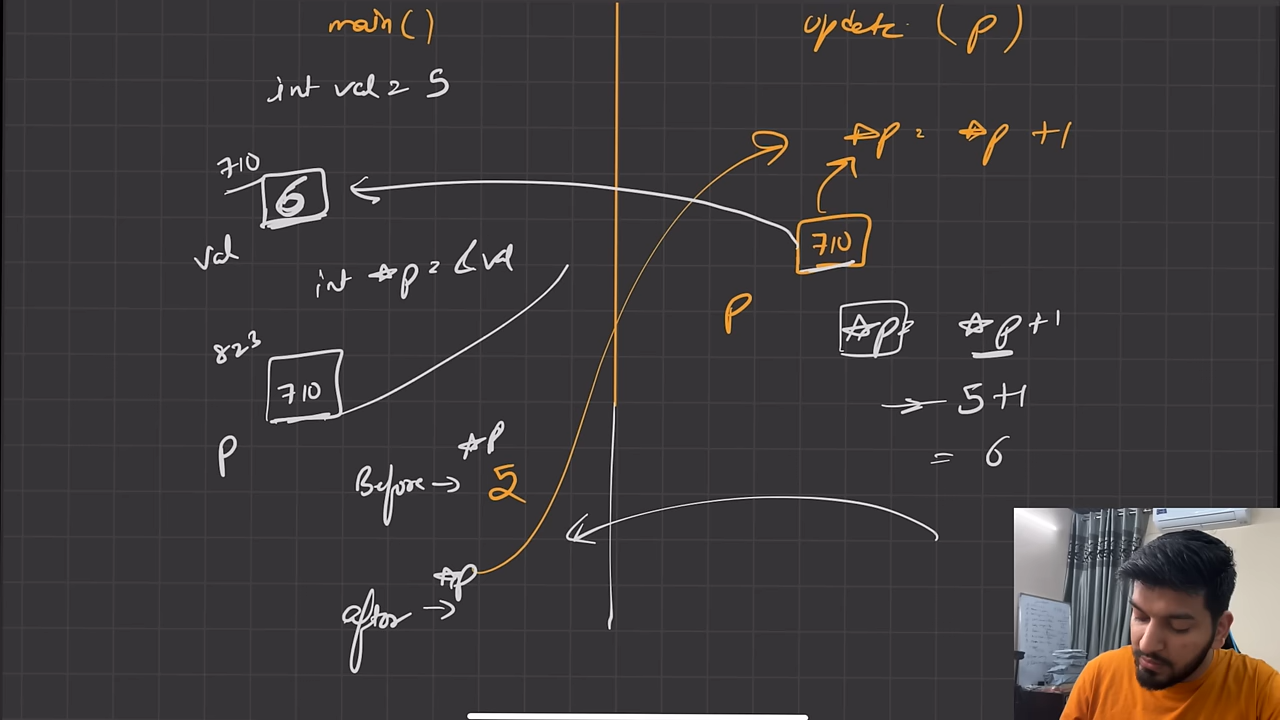 main()
int val = 5
710
6
val
int *p = &val
823
710
p
*p
Before → 5
*p
after →
update (p)
*p = *p +1
710
p
*p = *p+1
→ 5+1
= 6